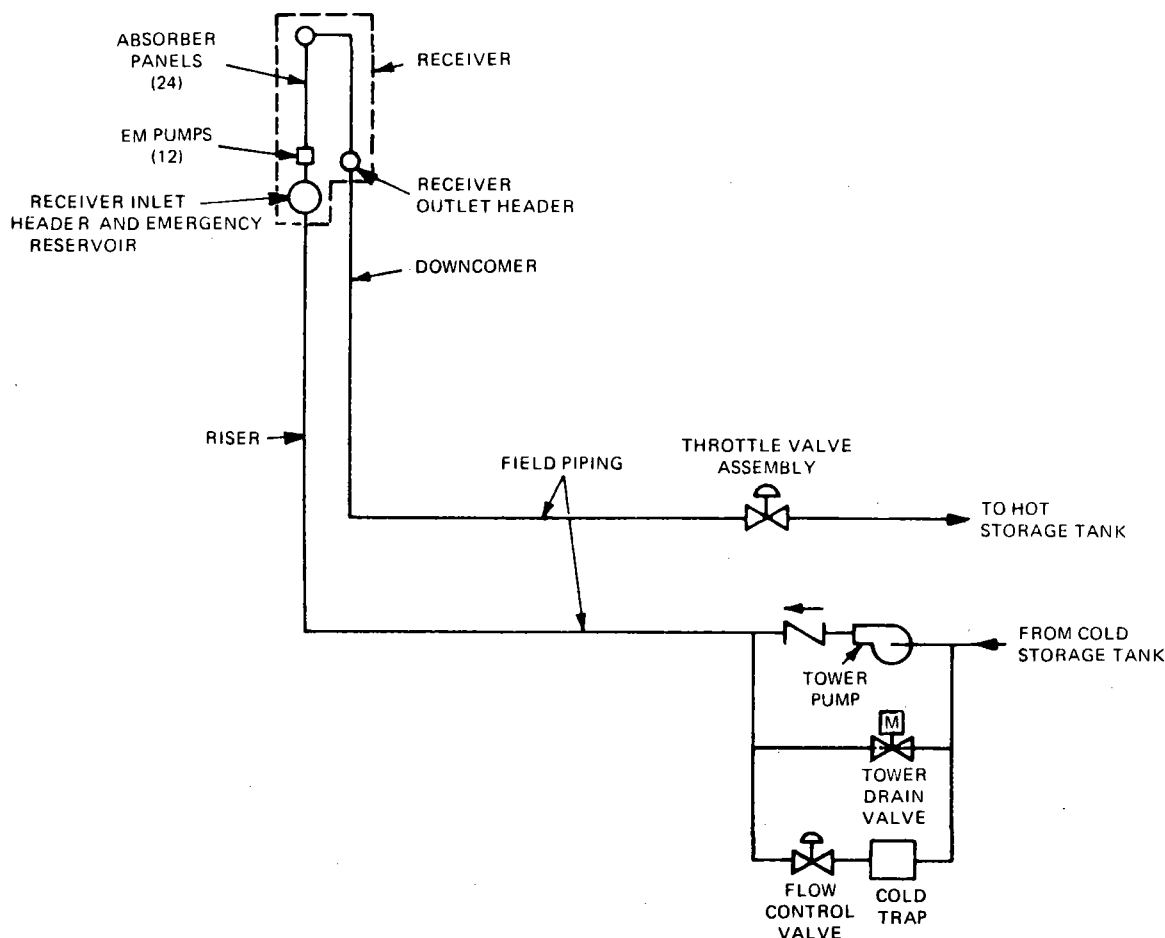 ABSORBER
PANELS
(24)
RECEIVER
EM PUMPS
(12)
RECEIVER INLET
HEADER AND EMERGENCY
RESERVOIR
RECEIVER
OUTLET HEADER
DOWNCOMER
RISER
FIELD PIPING
THROTTLE VALVE
ASSEMBLY
TO HOT
STORAGE TANK
FROM COLD
STORAGE TANK
TOWER
PUMP
M
TOWER
DRAIN
VALVE
FLOW
CONTROL
VALVE
COLD
TRAP